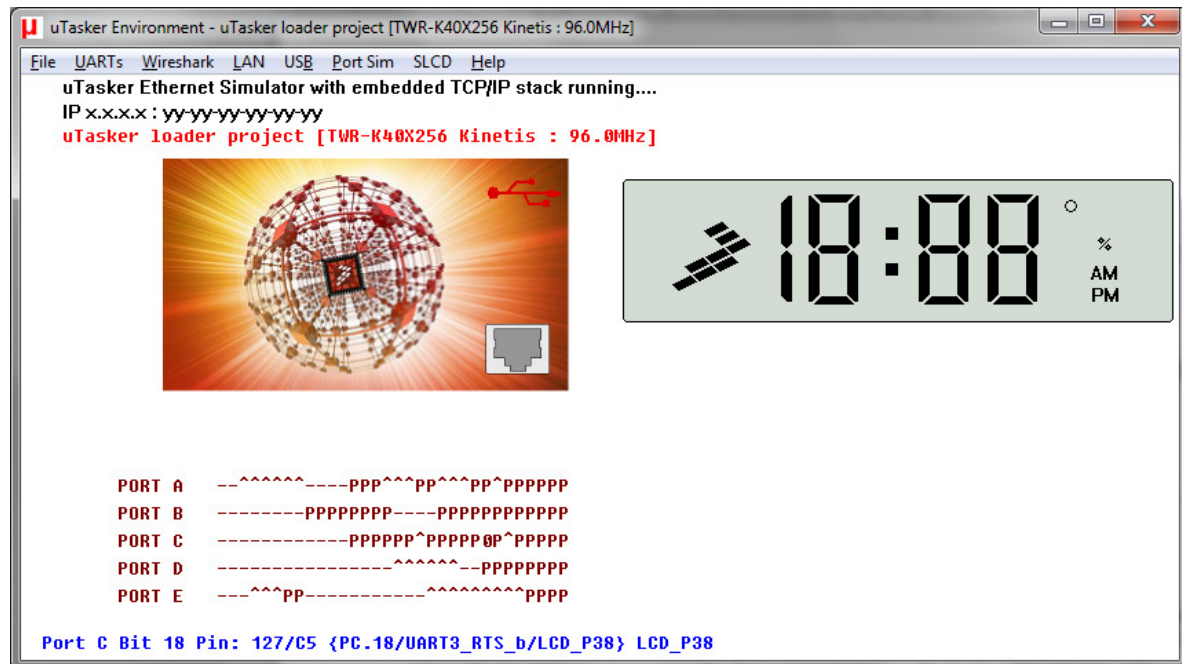 uTasker Environment - uTasker loader project [TWR-K40X256 Kinetis : 96.0MHz]
File UARTs Wireshark LAN USB Port Sim SLCD Help
uTasker Ethernet Simulator with embedded TCP/IP stack running....
IP x.x.x.x : yy-yy-yy-yy-yy-yy
uTasker loader project [TWR-K40X256 Kinetis : 96.0MHz]
18:88
°
%
AM
PM
PORT A --^^^^^^----PPP^^^PP^^^PP^PPPPPP
PORT B --------PPPPPPPP----PPPPPPPPPPPP
PORT C ------------PPPPPP^PPPPP0P^PPPPP
PORT D ----------------^^^^^^--PPPPPPPP
PORT E ---^^^PP-----------^^^^^^^^^PPPP
Port C Bit 18 Pin: 127/C5 {PC.18/UART3_RTS_b/LCD_P38} LCD_P38